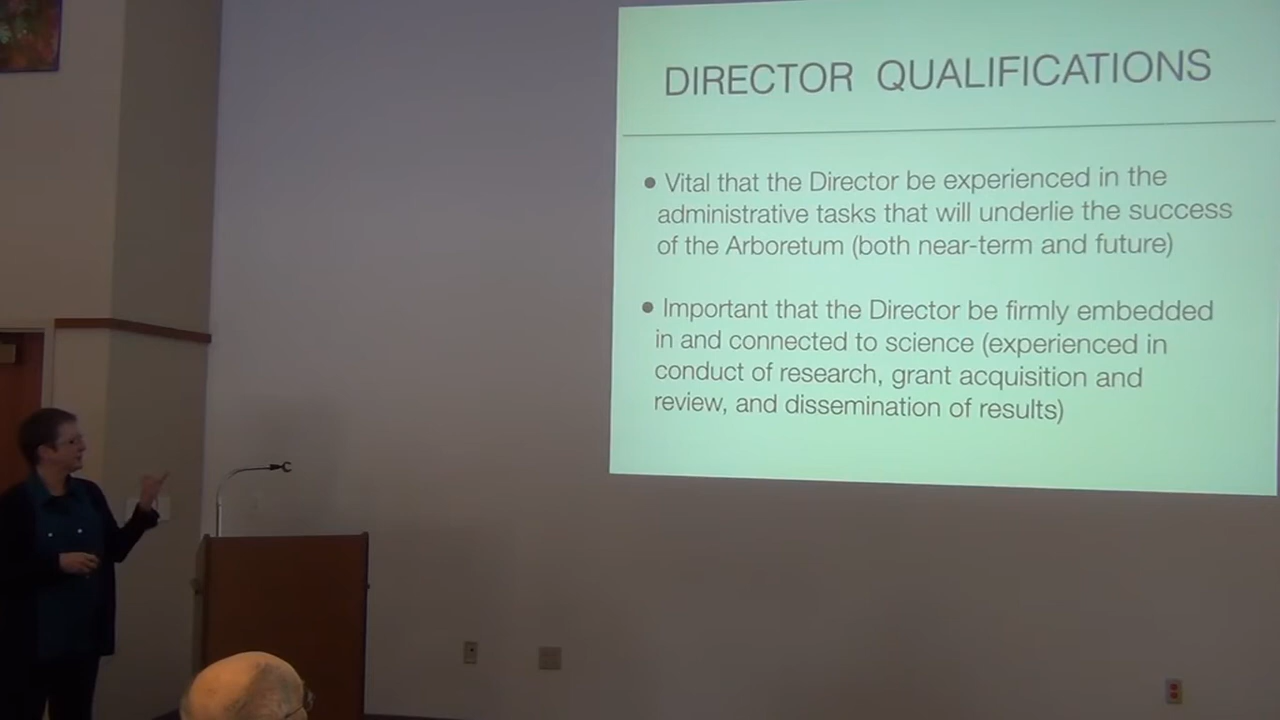 DIRECTOR QUALIFICATIONS
• Vital that the Director be experienced in the
administrative tasks that will underlie the success
of the Arboretum (both near-term and future)
• Important that the Director be firmly embedded
in and connected to science (experienced in
conduct of research, grant acquisition and
review, and dissemination of results)